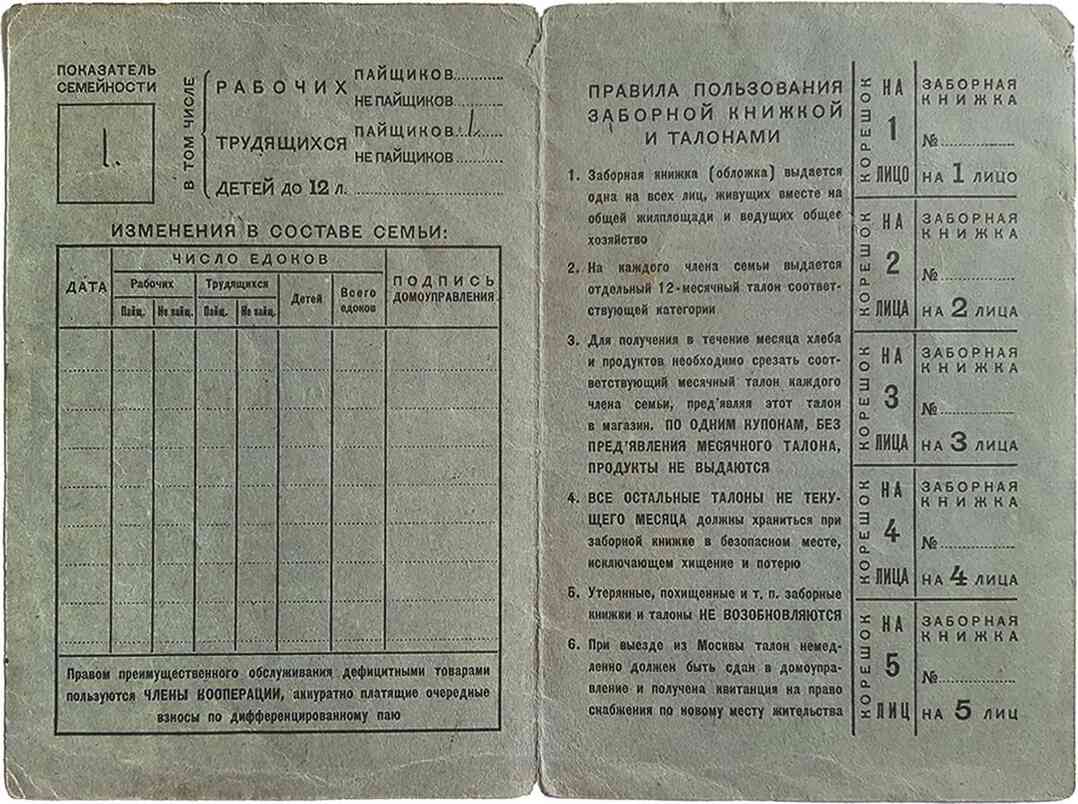 ПОКАЗАТЕЛЬ
СЕМЕЙНОСТИ
1.
В ТОМ ЧИСЛЕ
РАБОЧИХ
ПАЙЩИКОВ............
НЕ ПАЙЩИКОВ...........
ТРУДЯЩИХСЯ
ПАЙЩИКОВ...1.......
НЕ ПАЙЩИКОВ...........
ДЕТЕЙ ДО 12 Л. ..............................
ИЗМЕНЕНИЯ В СОСТАВЕ СЕМЬИ:
ДАТА
ЧИСЛО ЕДОКОВ
ПОДПИСЬ
ДОМОУПРАВЛЕНИЯ
Рабочих
Трудящихся
Детей
Всего
едоков
Пайщ.
Не пайщ.
Пайщ.
Не пайщ.
Правом преимущественного обслуживания дефицитными товарами
пользуются ЧЛЕНЫ КООПЕРАЦИИ, аккуратно платящие очередные
взносы по дифференцированному паю
ПРАВИЛА ПОЛЬЗОВАНИЯ
ЗАБОРНОЙ КНИЖКОЙ
И ТАЛОНАМИ
1. Заборная книжка (обложка) выдается
одна на всех лиц, живущих вместе на
общей жилплощади и ведущих общее
хозяйство
2. На каждого члена семьи выдается
отдельный 12-месячный талон соответ-
ствующей категории
3. Для получения в течение месяца хлеба
и продуктов необходимо срезать соот-
ветствующий месячный талон каждого
члена семьи, пред'являя этот талон
в магазин. ПО ОДНИМ КУПОНАМ, БЕЗ
ПРЕД'ЯВЛЕНИЯ МЕСЯЧНОГО ТАЛОНА,
ПРОДУКТЫ НЕ ВЫДАЮТСЯ
4. ВСЕ ОСТАЛЬНЫЕ ТАЛОНЫ НЕ ТЕКУ-
ЩЕГО МЕСЯЦА должны храниться при
заборной книжке в безопасном месте,
исключающем хищение и потерю
5. Утерянные, похищенные и т. п. заборные
книжки и талоны НЕ ВОЗОБНОВЛЯЮТСЯ
6. При выезде из Москвы талон немед-
ленно должен быть сдан в домоупра-
вление и получена квитанция на право
снабжения по новому месту жительства
КОРЕШОК
НА
1
ЛИЦО
ЗАБОРНАЯ
КНИЖКА
№..............
НА 1 ЛИЦО
КОРЕШОК
НА
2
ЛИЦА
ЗАБОРНАЯ
КНИЖКА
№..............
НА 2 ЛИЦА
КОРЕШОК
НА
3
ЛИЦА
ЗАБОРНАЯ
КНИЖКА
№..............
НА 3 ЛИЦА
КОРЕШОК
НА
4
ЛИЦА
ЗАБОРНАЯ
КНИЖКА
№..............
НА 4 ЛИЦА
КОРЕШОК
НА
5
ЛИЦ
ЗАБОРНАЯ
КНИЖКА
№..............
НА 5 ЛИЦ